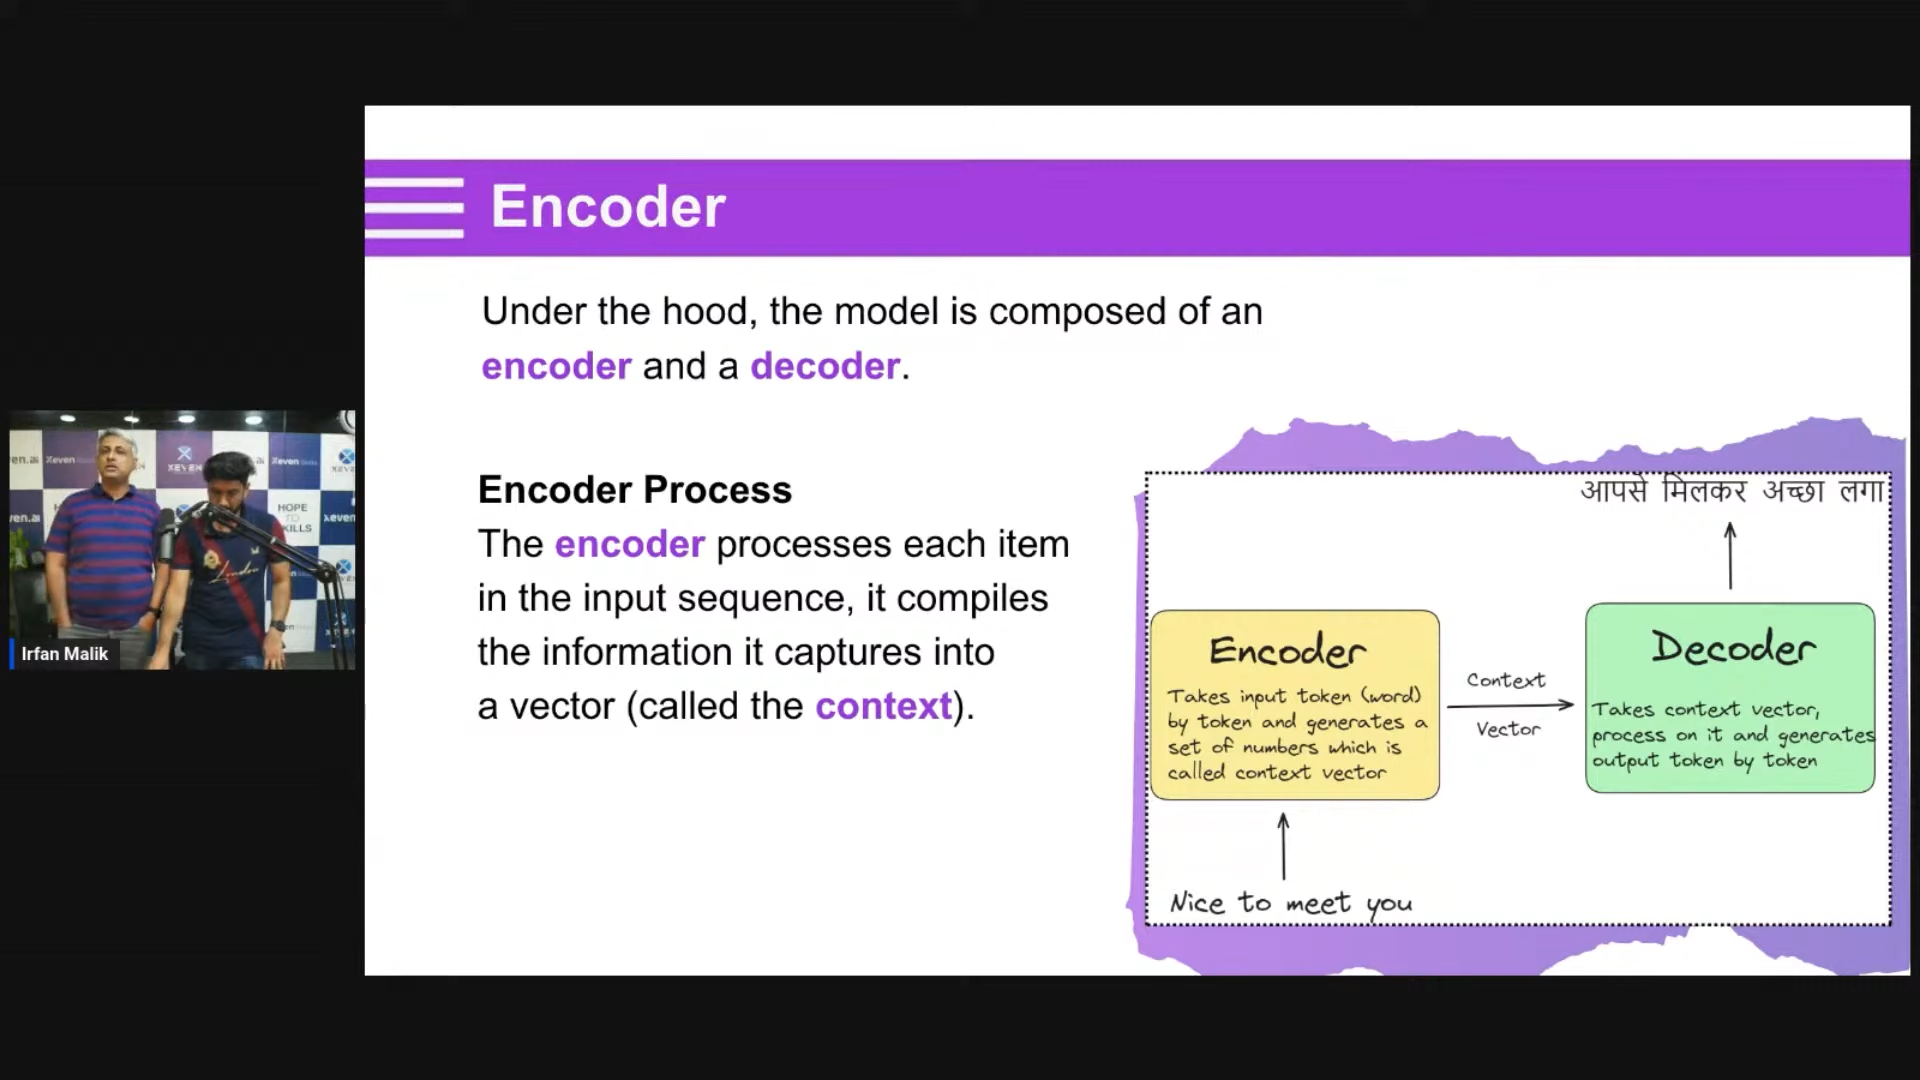 Encoder
Under the hood, the model is composed of an
encoder and a decoder.
Encoder Process
The encoder processes each item
in the input sequence, it compiles
the information it captures into
a vector (called the context).
आपसे मिलकर अच्छा लगा
Encoder
Takes input token (word)
by token and generates a
set of numbers which is
called context vector
Context
Vector
Decoder
Takes context vector,
process on it and generates
output token by token
Nice to meet you
Irfan Malik
XEVEN
HOPE
TO
KILLS
London